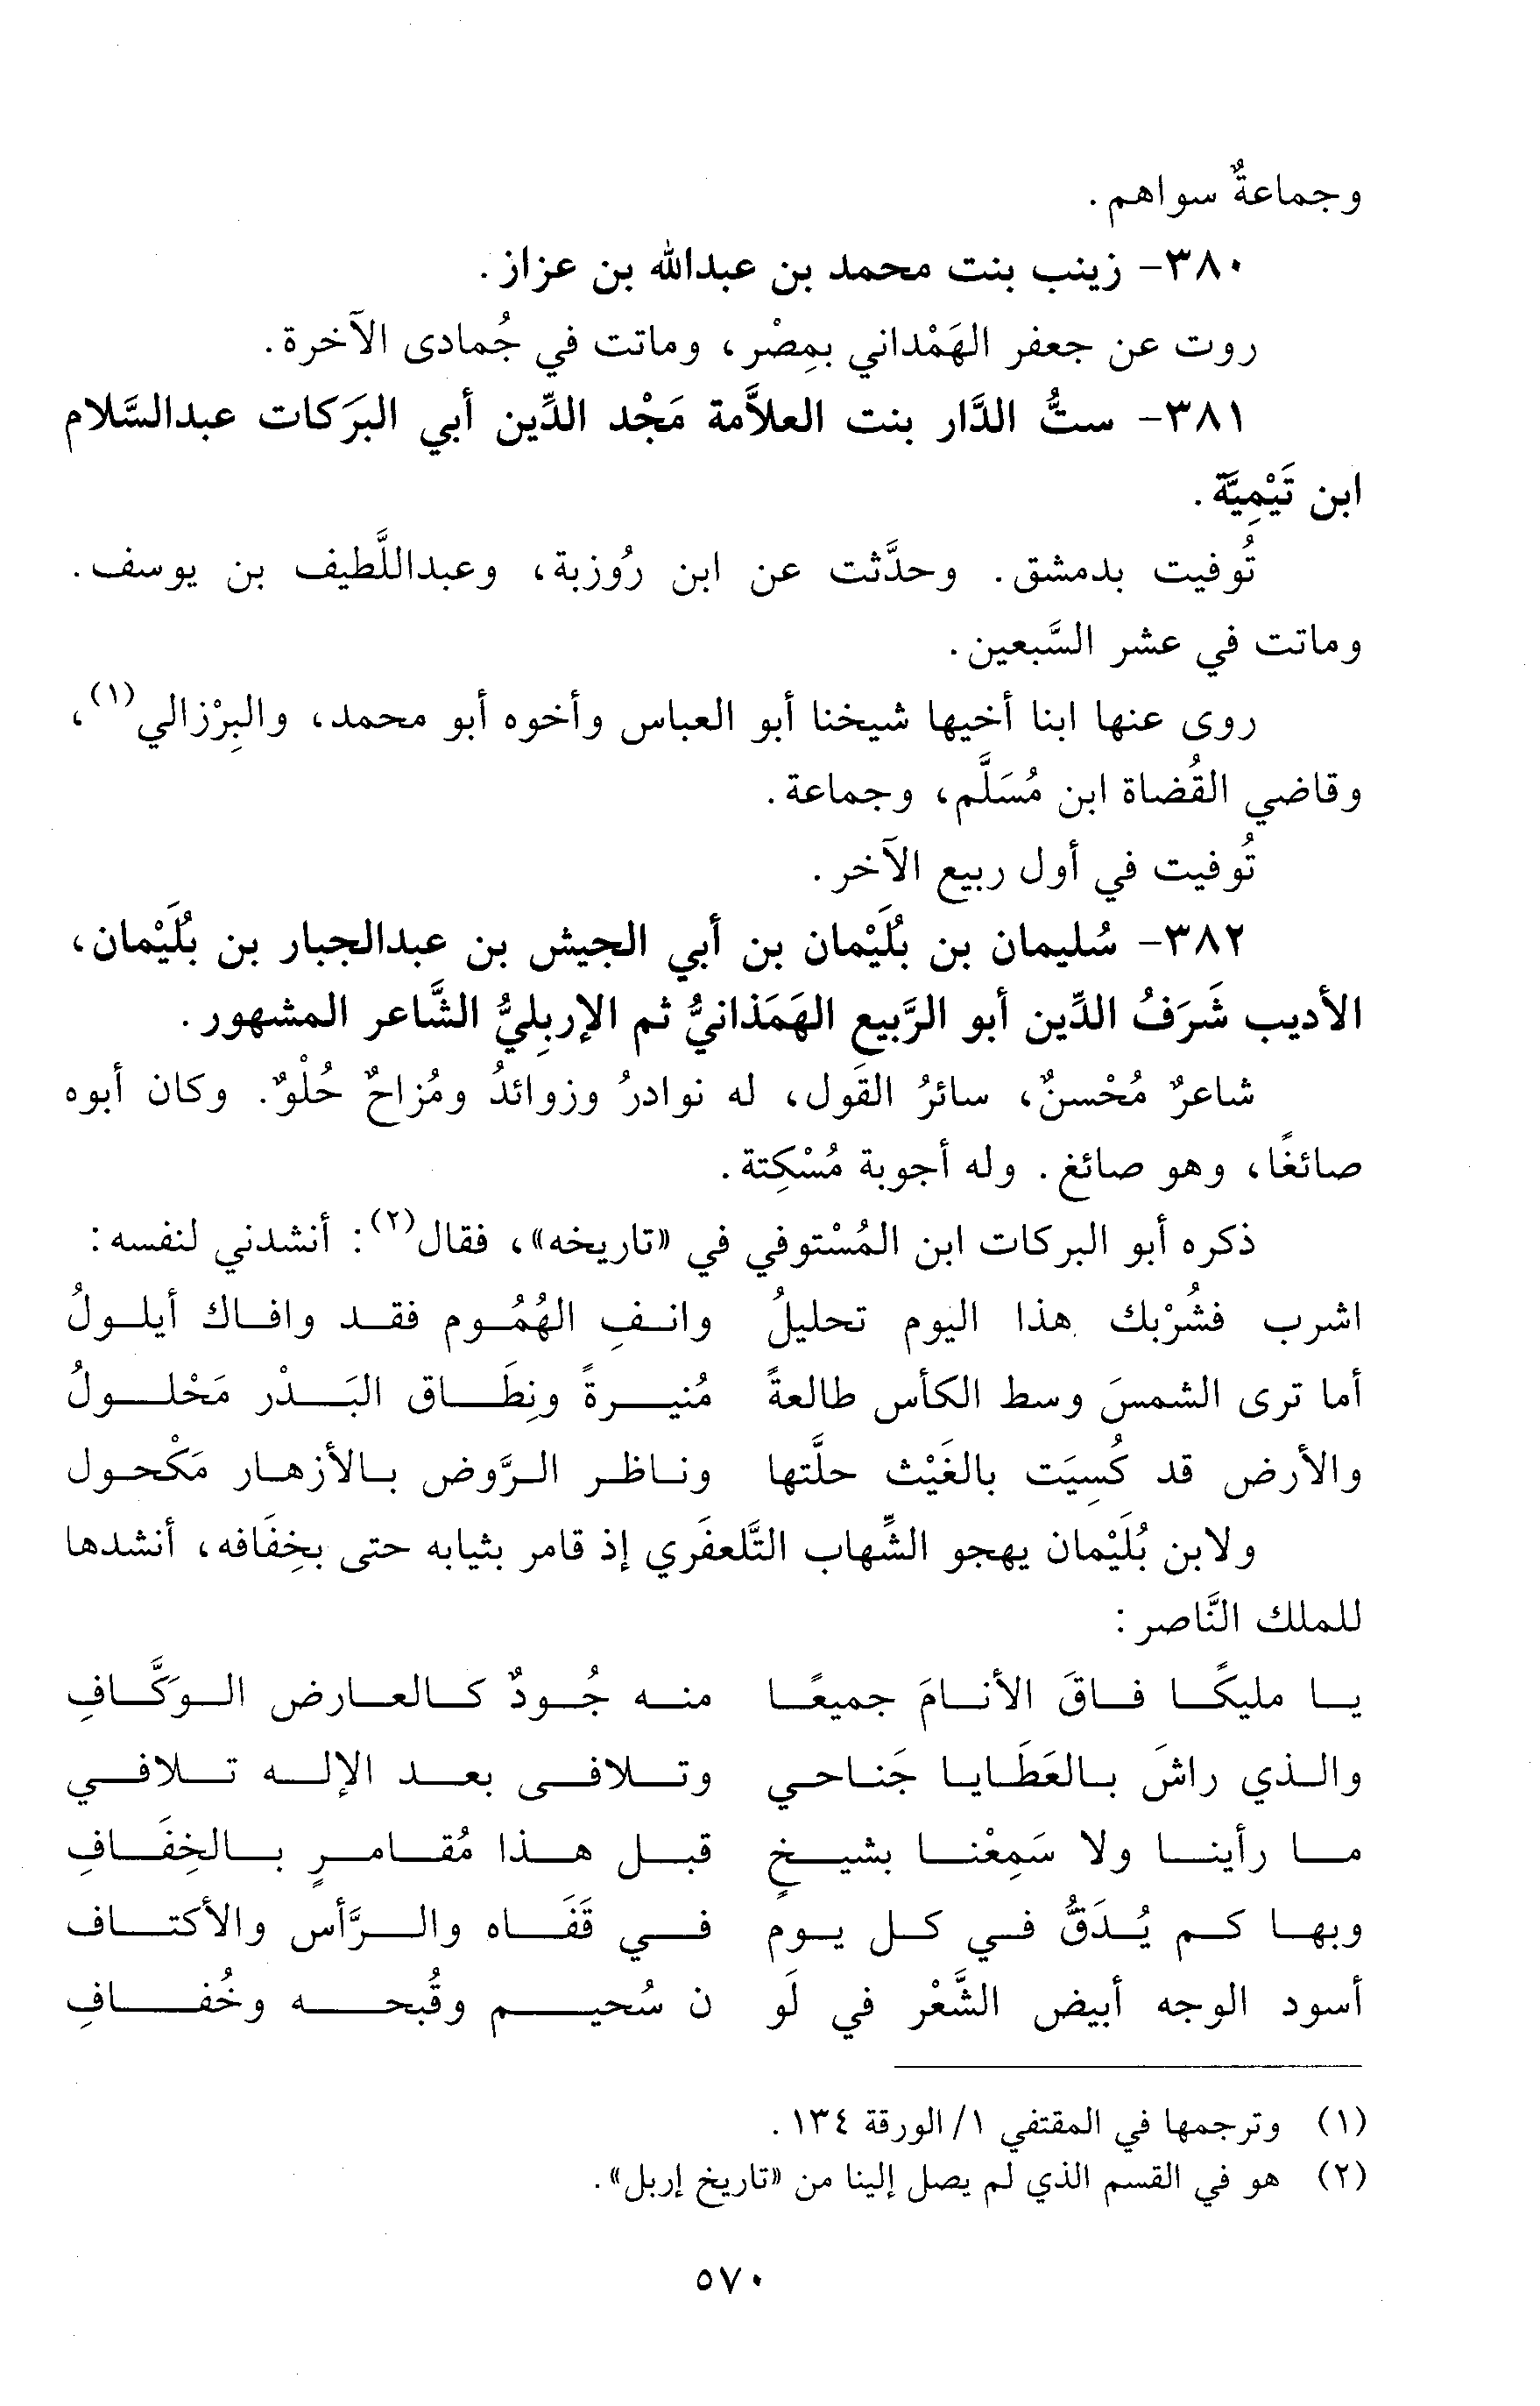 وجماعةٌ سواهم.
٣٨٠- زينب بنت محمد بن عبدالله بن عزاز.
روت عن جعفر الهَمْداني بمِصْر، وماتت في جُمادى الآخرة.
٣٨١- ستُّ الدَّار بنت العلاَّمة مَجْد الدِّين أبي البرَكات عبدالسَّلام
ابن تَيْمِيَّة.
تُوفيت بدمشق. وحدَّثت عن ابن رُوزبة، وعبداللَّطيف بن يوسف.
وماتت في عشر السَّبعين.
روى عنها ابنا أخيها شيخنا أبو العباس وأخوه أبو محمد، والبِرْزالي(١)،
وقاضي القُضاة ابن مُسَلَّم، وجماعة.
تُوفيت في أول ربيع الآخر.
٣٨٢- سُليمان بن بُلَيْمان بن أبي الجيش بن عبدالجبار بن بُلَيْمان،
الأديب شَرَفُ الدِّين أبو الرَّبيع الهَمَذانيُّ ثم الإربِليُّ الشَّاعر المشهور.
شاعرٌ مُحْسنٌ، سائرُ القَول، له نوادرُ وزوائدُ ومُزاحٌ حُلْوٌ. وكان أبوه
صائغًا، وهو صائغ. وله أجوبة مُسْكِتة.
ذكره أبو البركات ابن المُسْتوفي في «تاريخه»، فقال(٢): أنشدني لنفسه:
اشرب فشُرْبك هذا اليوم تحليلُ وانفِ الهُمُوم فقد وافاك أيلولُ
أما ترى الشمسَ وسط الكأس طالعةً مُنيرةً ونِطَاق البَدْر مَحْلولُ
والأرض قد كُسِيَت بالغَيْث حلَّتها وناظر الرَّوض بالأزهار مَكْحول
ولابن بُلَيْمان يهجو الشِّهاب التَّلعفَري إذ قامر بثيابه حتى بخِفَافه، أنشدها
للملك النَّاصر:
يا مليكًا فاقَ الأنامَ جميعًا منه جُودٌ كالعارض الوَكَّافِ
والذي راشَ بالعَطَايا جَناحي وتلافى بعد الإله تلافي
ما رأينا ولا سَمِعْنا بشيخٍ قبل هذا مُقامرٍ بالخِفَافِ
وبها كم يُدَقُّ في كل يوم في قَفَاه والرَّأس والأكتاف
أسود الوجه أبيض الشَّعْر في لَو ن سُحيم وقُبحه وخُفافِ
(١) وترجمها في المقتفي ١/ الورقة ١٣٤.
(٢) هو في القسم الذي لم يصل إلينا من «تاريخ إربل».
٥٧٠